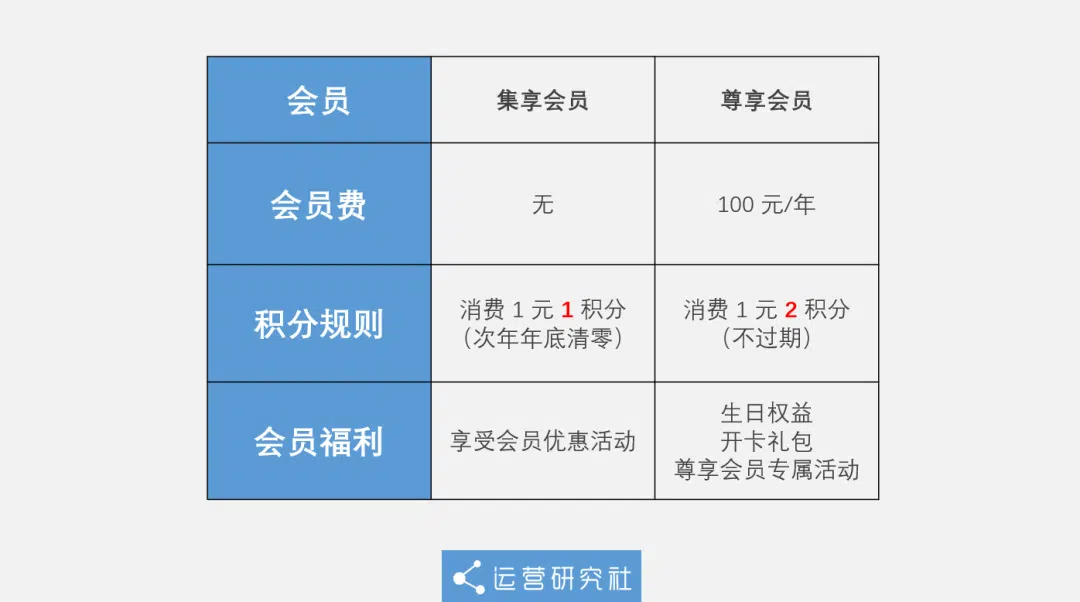 会员
集享会员
尊享会员
会员费
无
100 元/年
积分规则
消费 1 元 1 积分
（次年年底清零）
消费 1 元 2 积分
（不过期）
会员福利
享受会员优惠活动
生日权益
开卡礼包
尊享会员专属活动
运营研究社